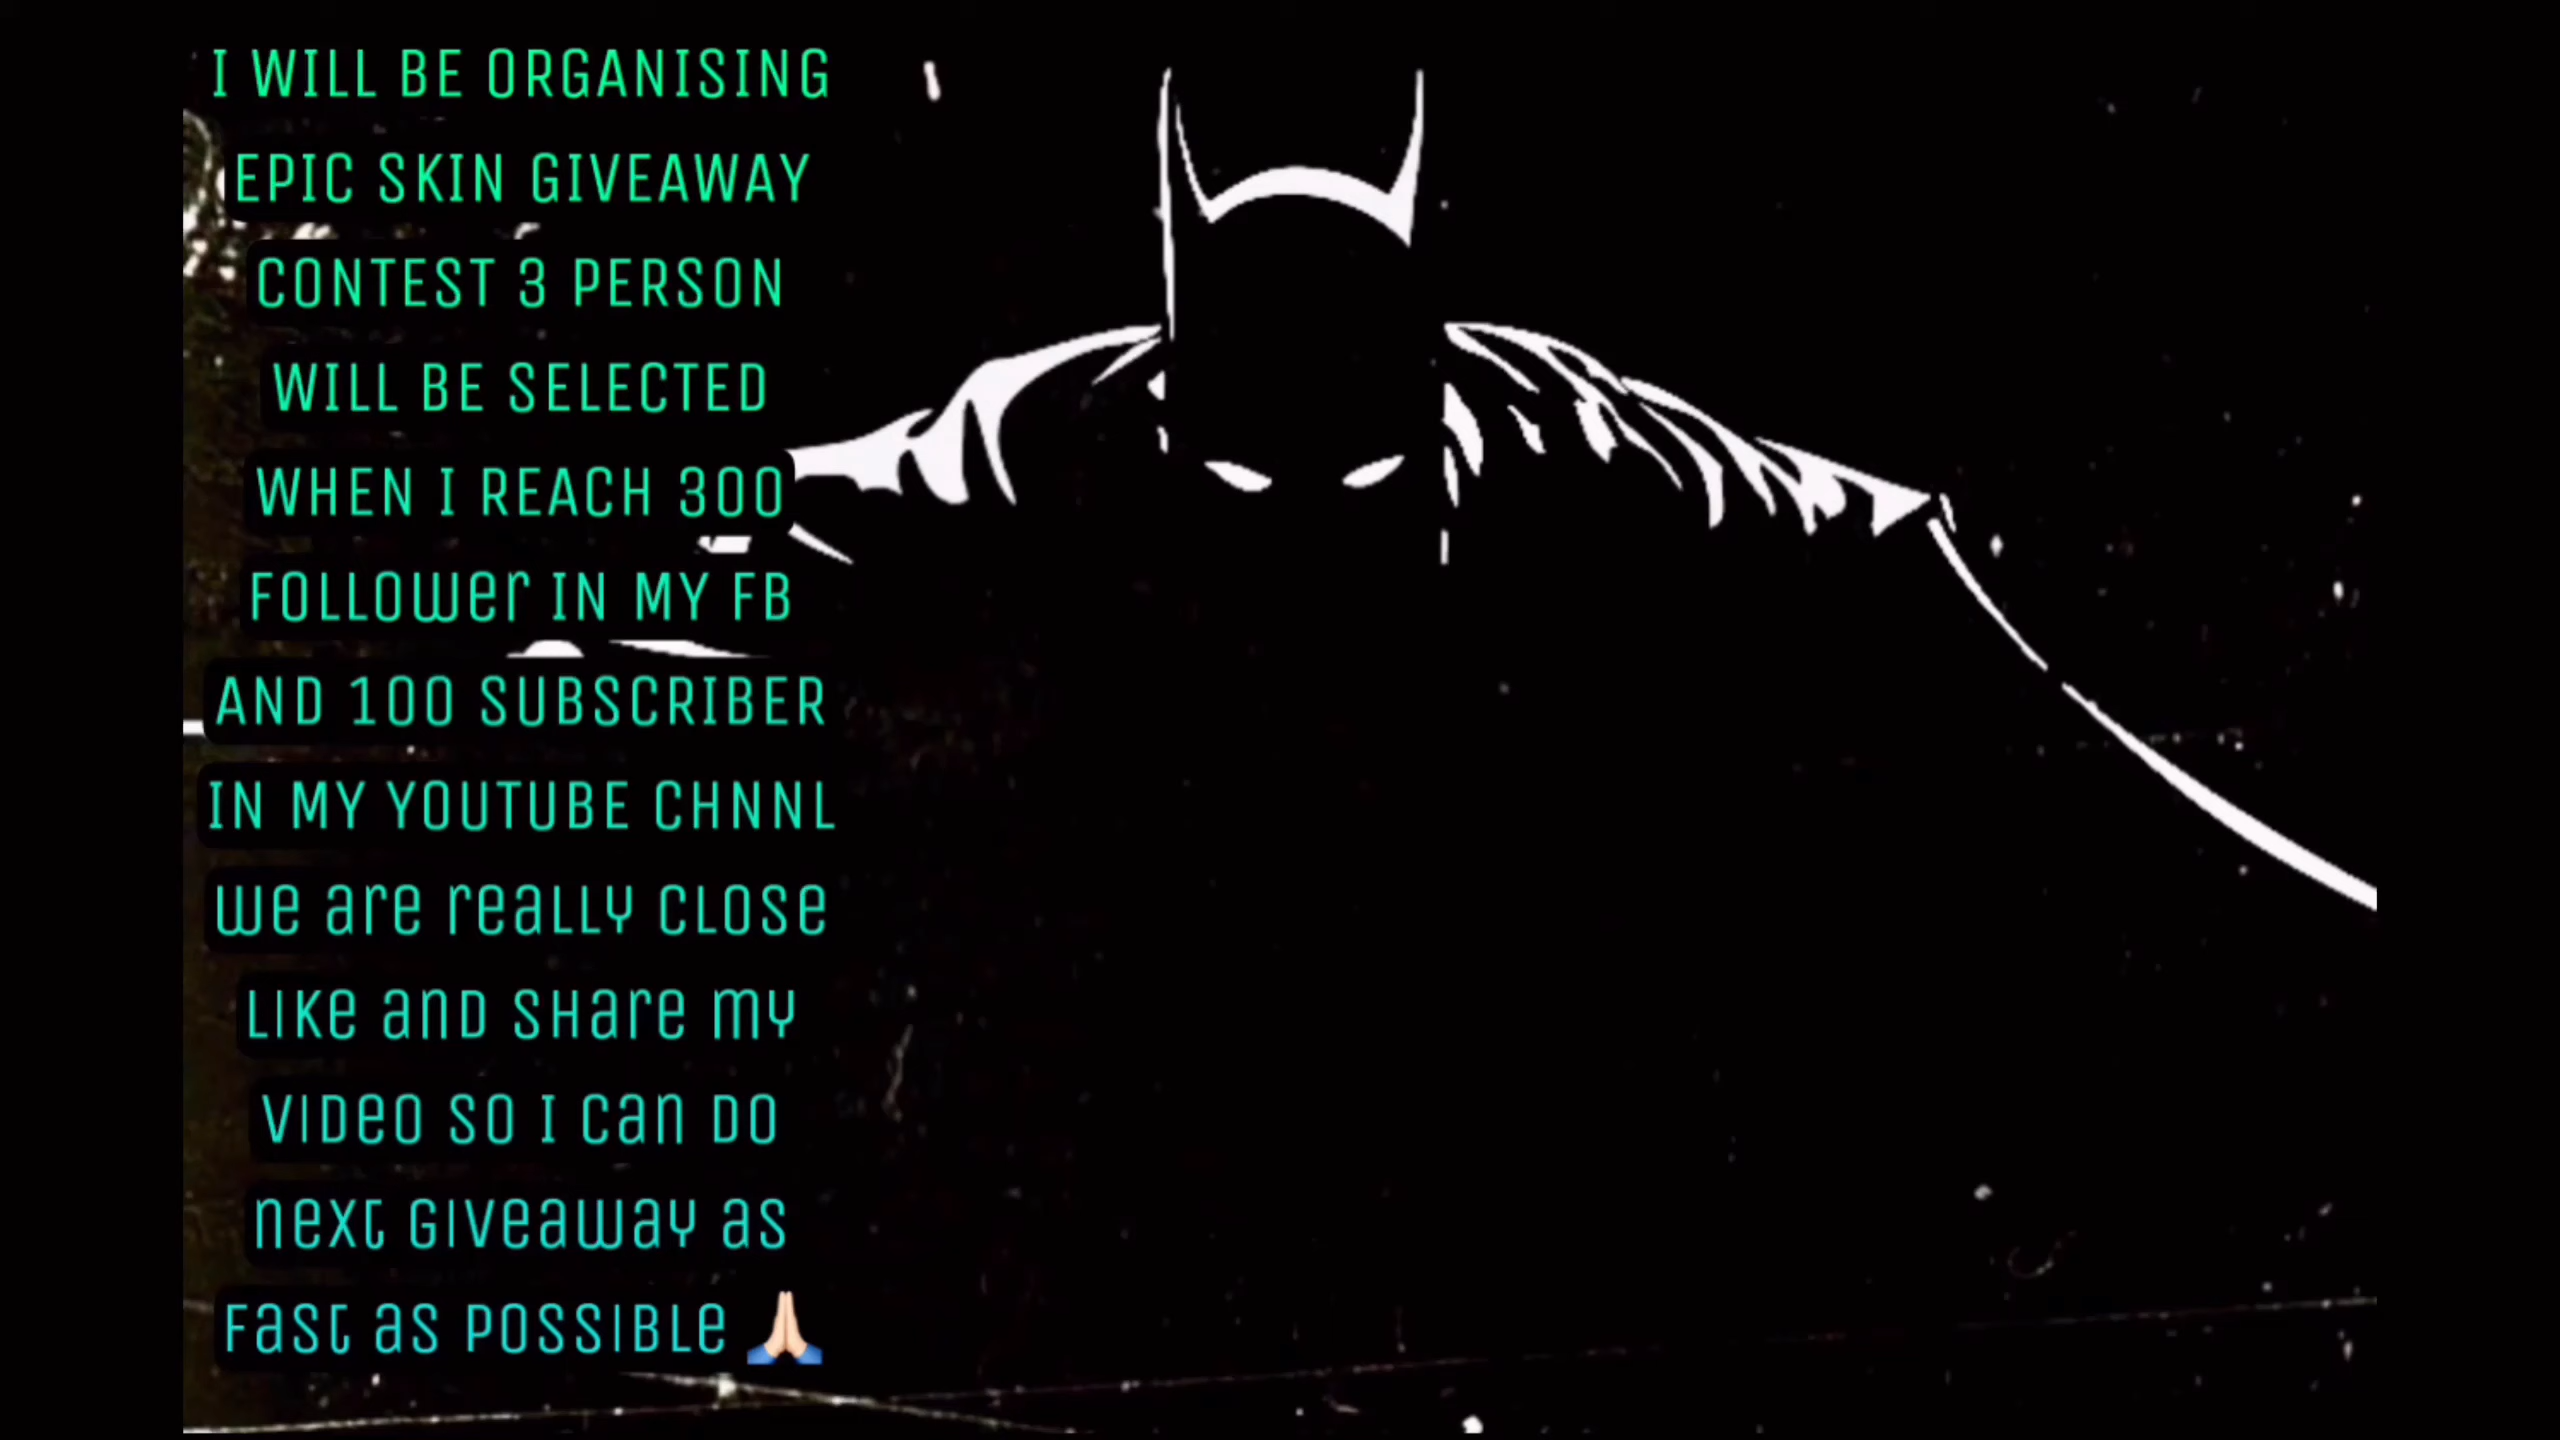 I WILL BE ORGANISING
EPIC SKIN GIVEAWAY
CONTEST 3 PERSON
WILL BE SELECTED
WHEN I REACH 300
FOLLOWer IN MY FB
AND 100 SUBSCRIBER
IN MY YOUTUBE CHNNL
we are really close
like and share my
video so I can do
next giveaway as
fast as possible 🙏🏻